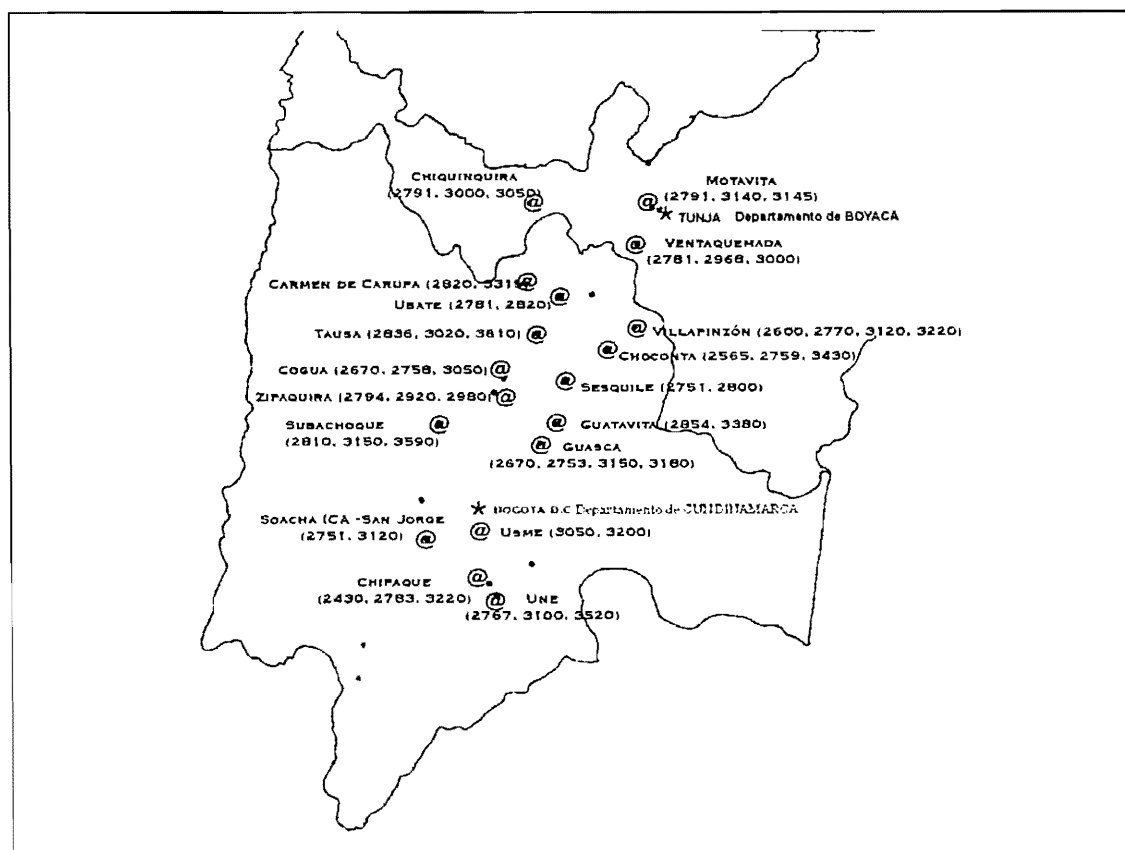 CHIQUINQUIRA
(2791, 3000, 3050)
MOTAVITA
(2791, 3140, 3145)
TUNJA Departamento de BOYACA
VENTAQUEMADA
(2781, 2968, 3000)
CARMEN DE CARUPA (2820,
UBATE (2781, 2820)
TAUSA (2836, 3020, 3610)
VILLAPINZÓN (2600, 2770, 3120, 3220)
CHOCONTA (2565, 2759, 3430)
COGUA (2670, 2758, 3050)
SESQUILE (2751, 2800)
ZIPAQUIRA (2794, 2920, 2980)
SUBACHOQUE
(2810, 3150, 3590)
GUATAVITA (2854, 3380)
GUASCA
(2670, 2753, 3150, 3180)
BOGOTA D.C Departamento de CUNDINAMARCA
SOACHA ICA -SAN JORGE
(2751, 3120)
USME (3050, 3200)
CHIPAQUE
(2430, 2783, 3220)
UNE
(2767, 3100, 3520)